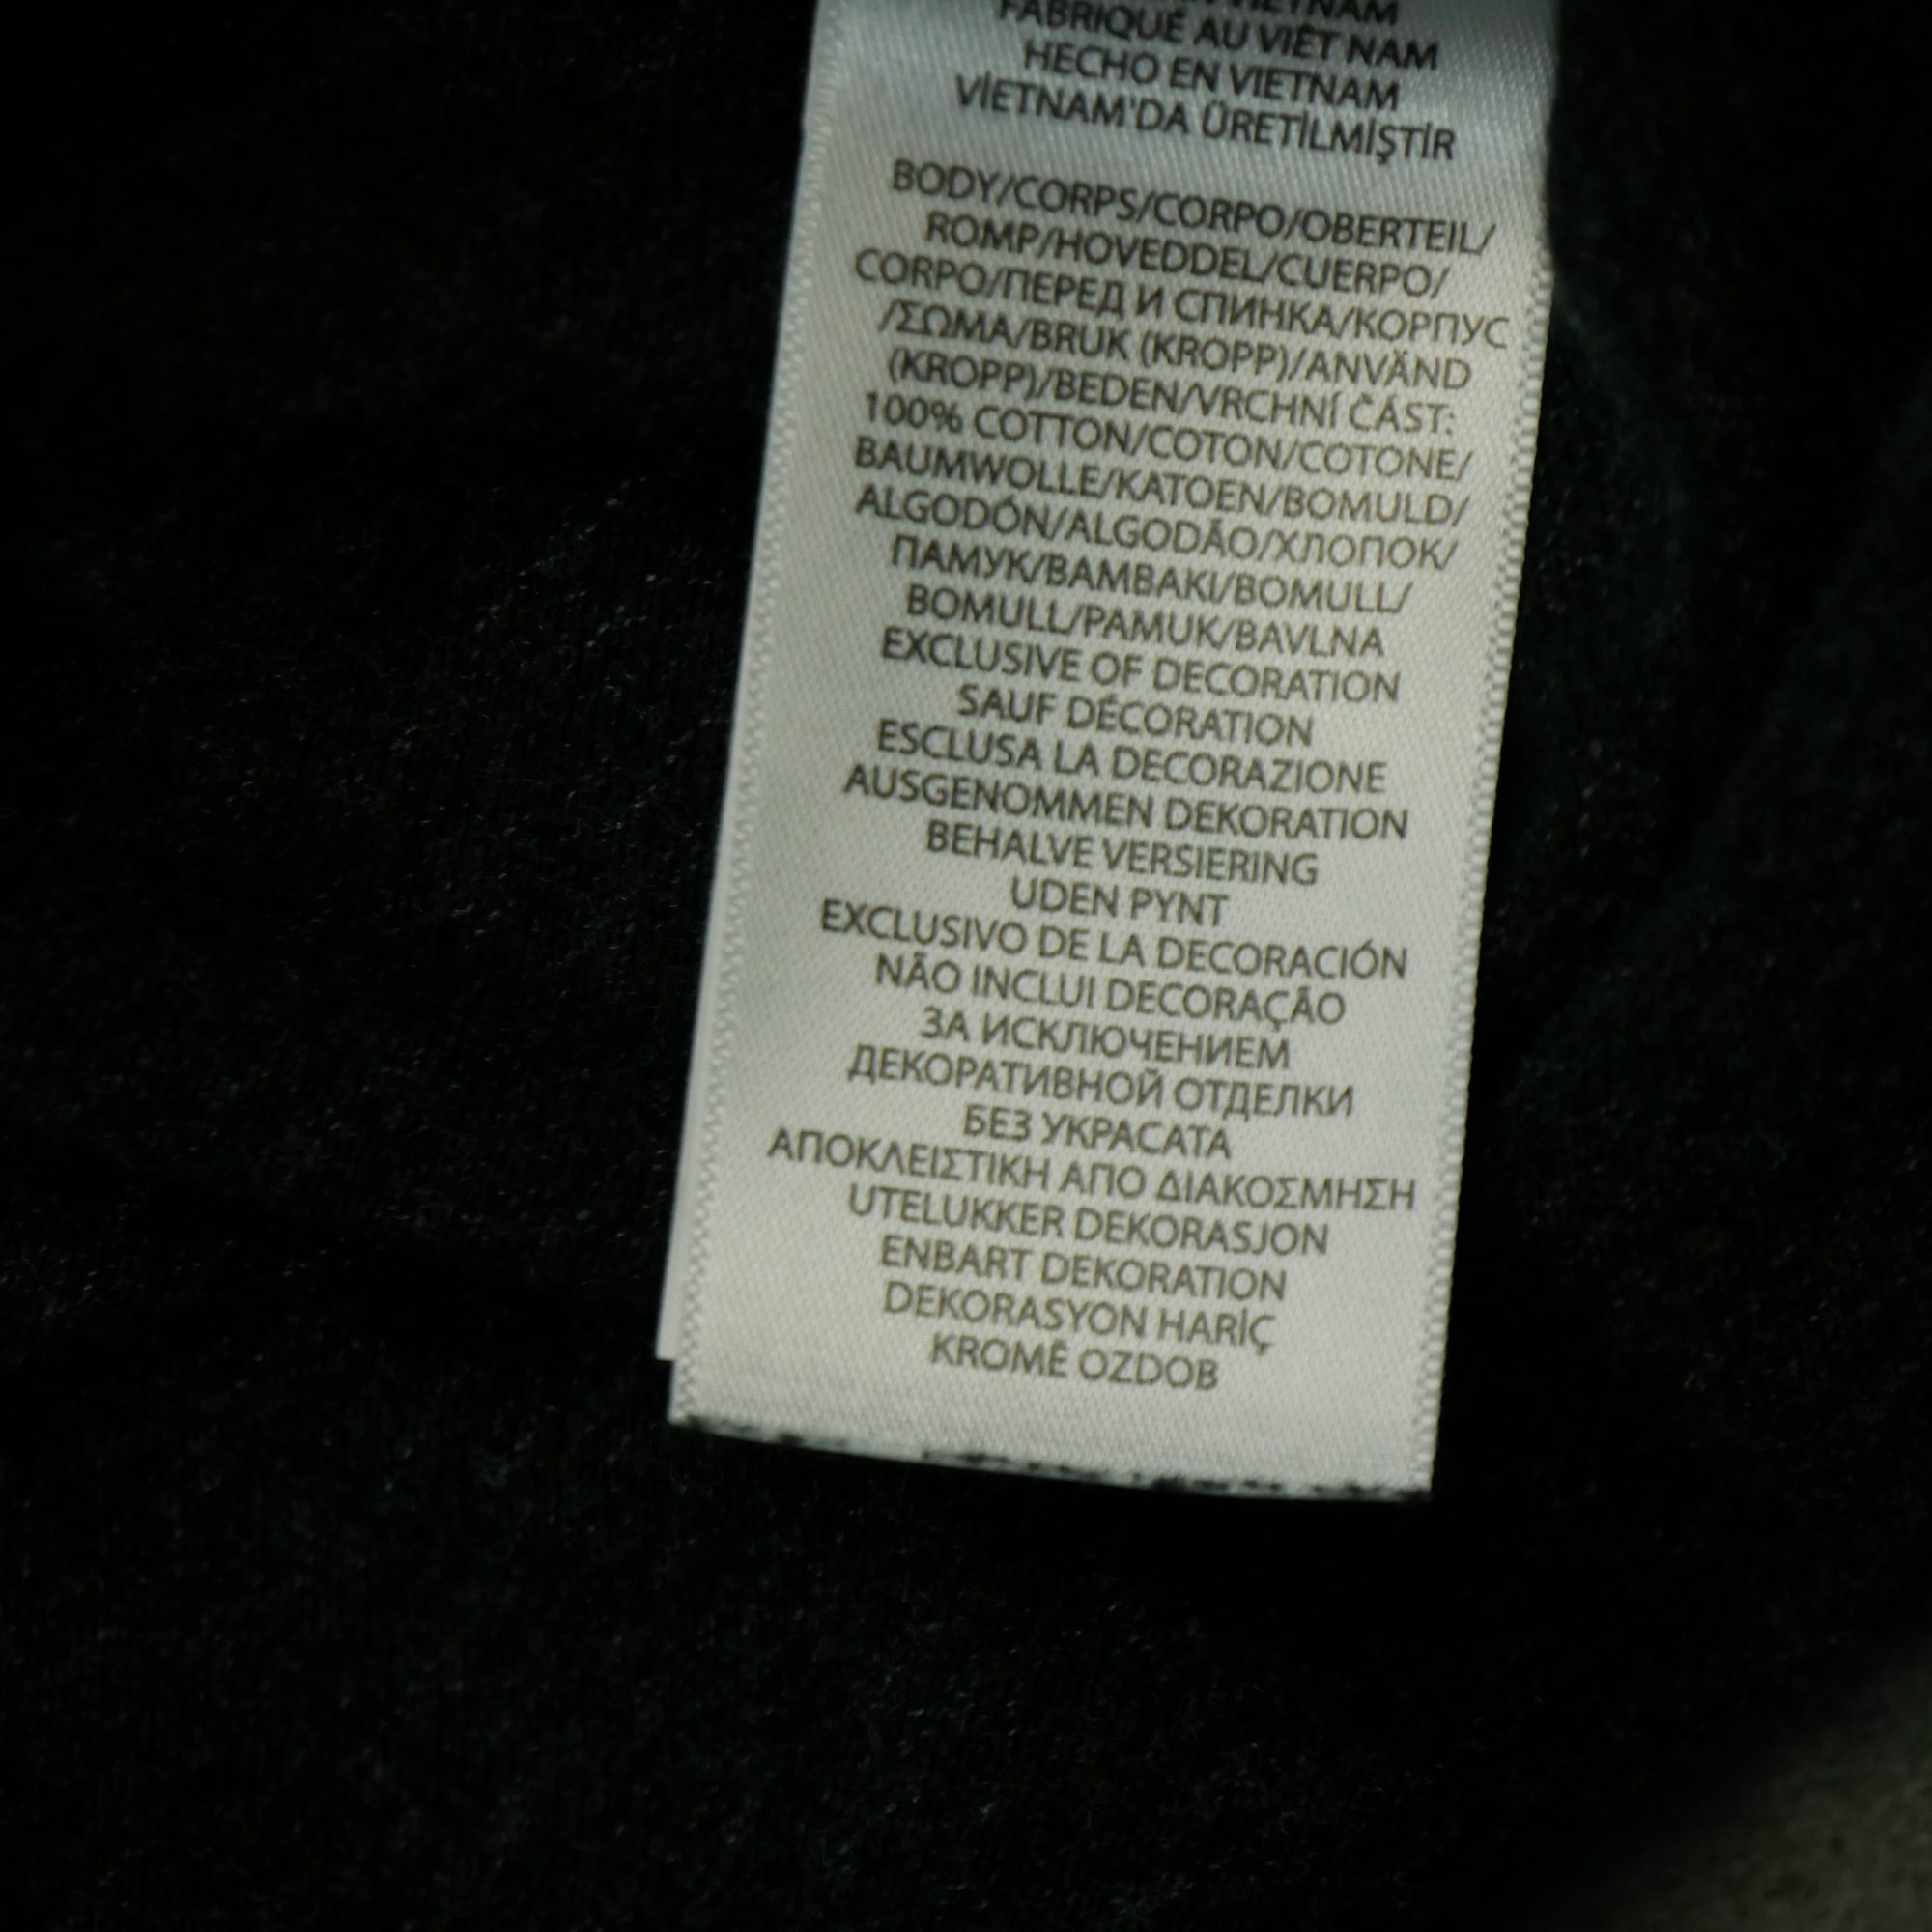 VIETNAM
FABRIQUÉ AU VIÊT NAM
HECHO EN VIETNAM
VİETNAM'DA ÜRETİLMİŞTİR
BODY/CORPS/CORPO/OBERTEIL/
ROMP/HOVEDDEL/CUERPO/
CORPO/ПЕРЕД И СПИНКА/КОРПУС
/ΣΩΜΑ/BRUK (KROPP)/ANVÄND
(KROPP)/BEDEN/VRCHNÍ ČÁST:
100% COTTON/COTON/COTONE/
BAUMWOLLE/KATOEN/BOMULD/
ALGODÓN/ALGODÃO/ХЛОПОК/
ПАМУК/ΒΑΜΒΑΚΙ/BOMULL/
BOMULL/PAMUK/BAVLNA
EXCLUSIVE OF DECORATION
SAUF DÉCORATION
ESCLUSA LA DECORAZIONE
AUSGENOMMEN DEKORATION
BEHALVE VERSIERING
UDEN PYNT
EXCLUSIVO DE LA DECORACIÓN
NÃO INCLUI DECORAÇÃO
ЗА ИСКЛЮЧЕНИЕМ
ДЕКОРАТИВНОЙ ОТДЕЛКИ
БЕЗ УКРАСАТА
ΑΠΟΚΛΕΙΣΤΙΚΗ ΑΠΟ ΔΙΑΚΟΣΜΗΣΗ
UTELUKKER DEKORASJON
ENBART DEKORATION
DEKORASYON HARİÇ
KROMĚ OZDOB